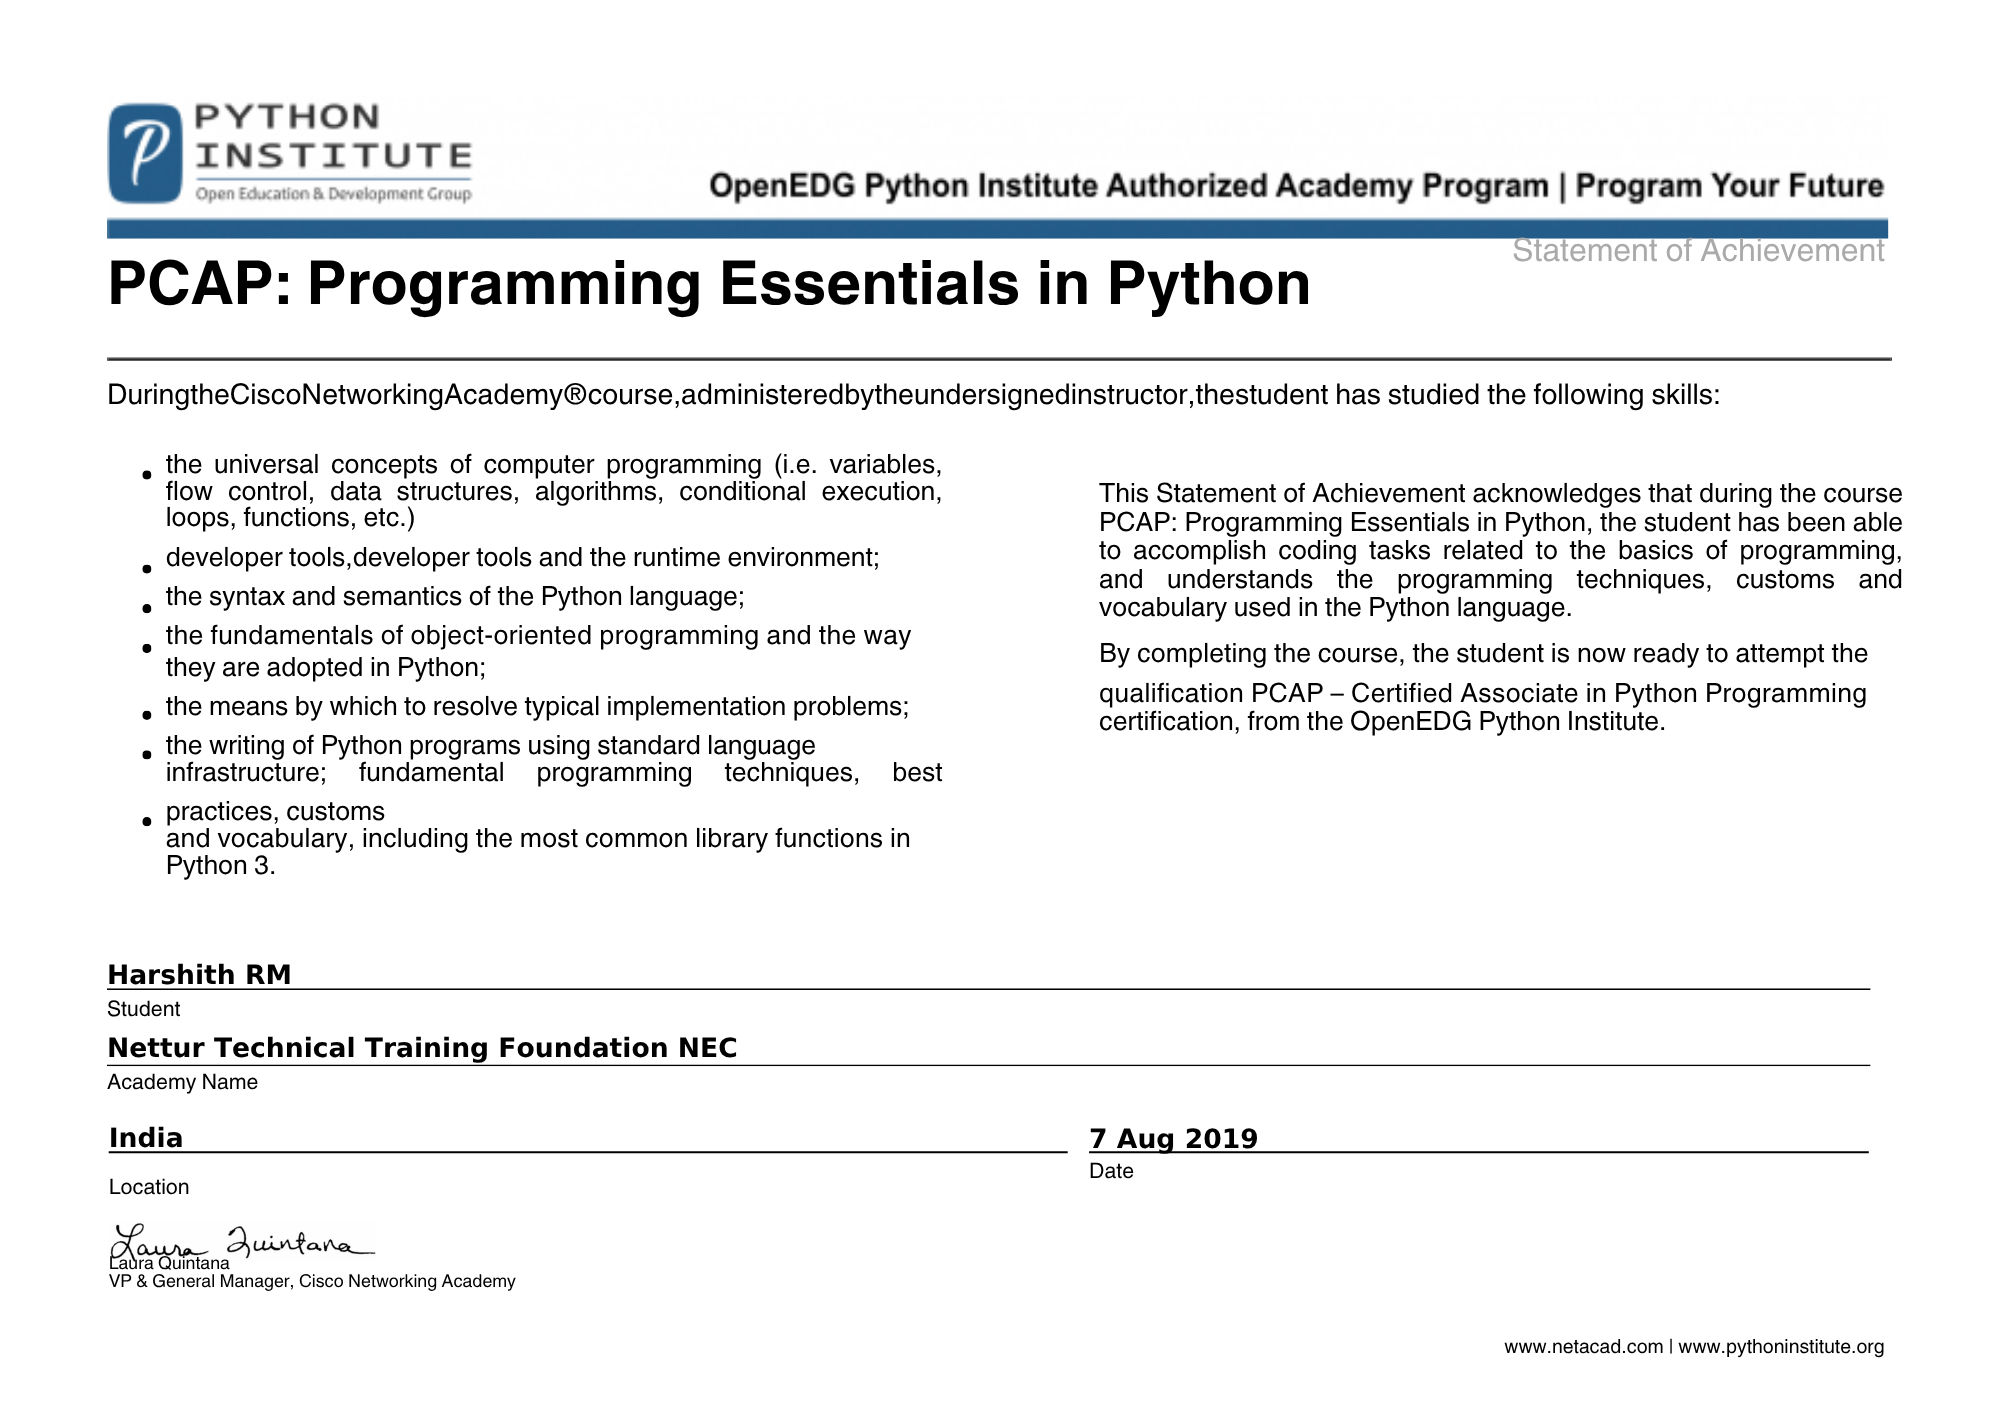 PYTHON
INSTITUTE
Open Education & Development Group
OpenEDG Python Institute Authorized Academy Program | Program Your Future
Statement of Achievement
PCAP: Programming Essentials in Python
DuringtheCiscoNetworkingAcademy®course,administeredbytheundersignedinstructor,thestudent has studied the following skills:
• the universal concepts of computer programming (i.e. variables,
flow control, data structures, algorithms, conditional execution,
loops, functions, etc.)
• developer tools,developer tools and the runtime environment;
• the syntax and semantics of the Python language;
• the fundamentals of object-oriented programming and the way
they are adopted in Python;
• the means by which to resolve typical implementation problems;
• the writing of Python programs using standard language
infrastructure; fundamental programming techniques, best
• practices, customs
and vocabulary, including the most common library functions in
Python 3.
This Statement of Achievement acknowledges that during the course
PCAP: Programming Essentials in Python, the student has been able
to accomplish coding tasks related to the basics of programming,
and understands the programming techniques, customs and
vocabulary used in the Python language.
By completing the course, the student is now ready to attempt the
qualification PCAP – Certified Associate in Python Programming
certification, from the OpenEDG Python Institute.
Harshith RM
Student
Nettur Technical Training Foundation NEC
Academy Name
India
Location
7 Aug 2019
Date
Laura Quintana
Laura Quintana
VP & General Manager, Cisco Networking Academy
www.netacad.com | www.pythoninstitute.org